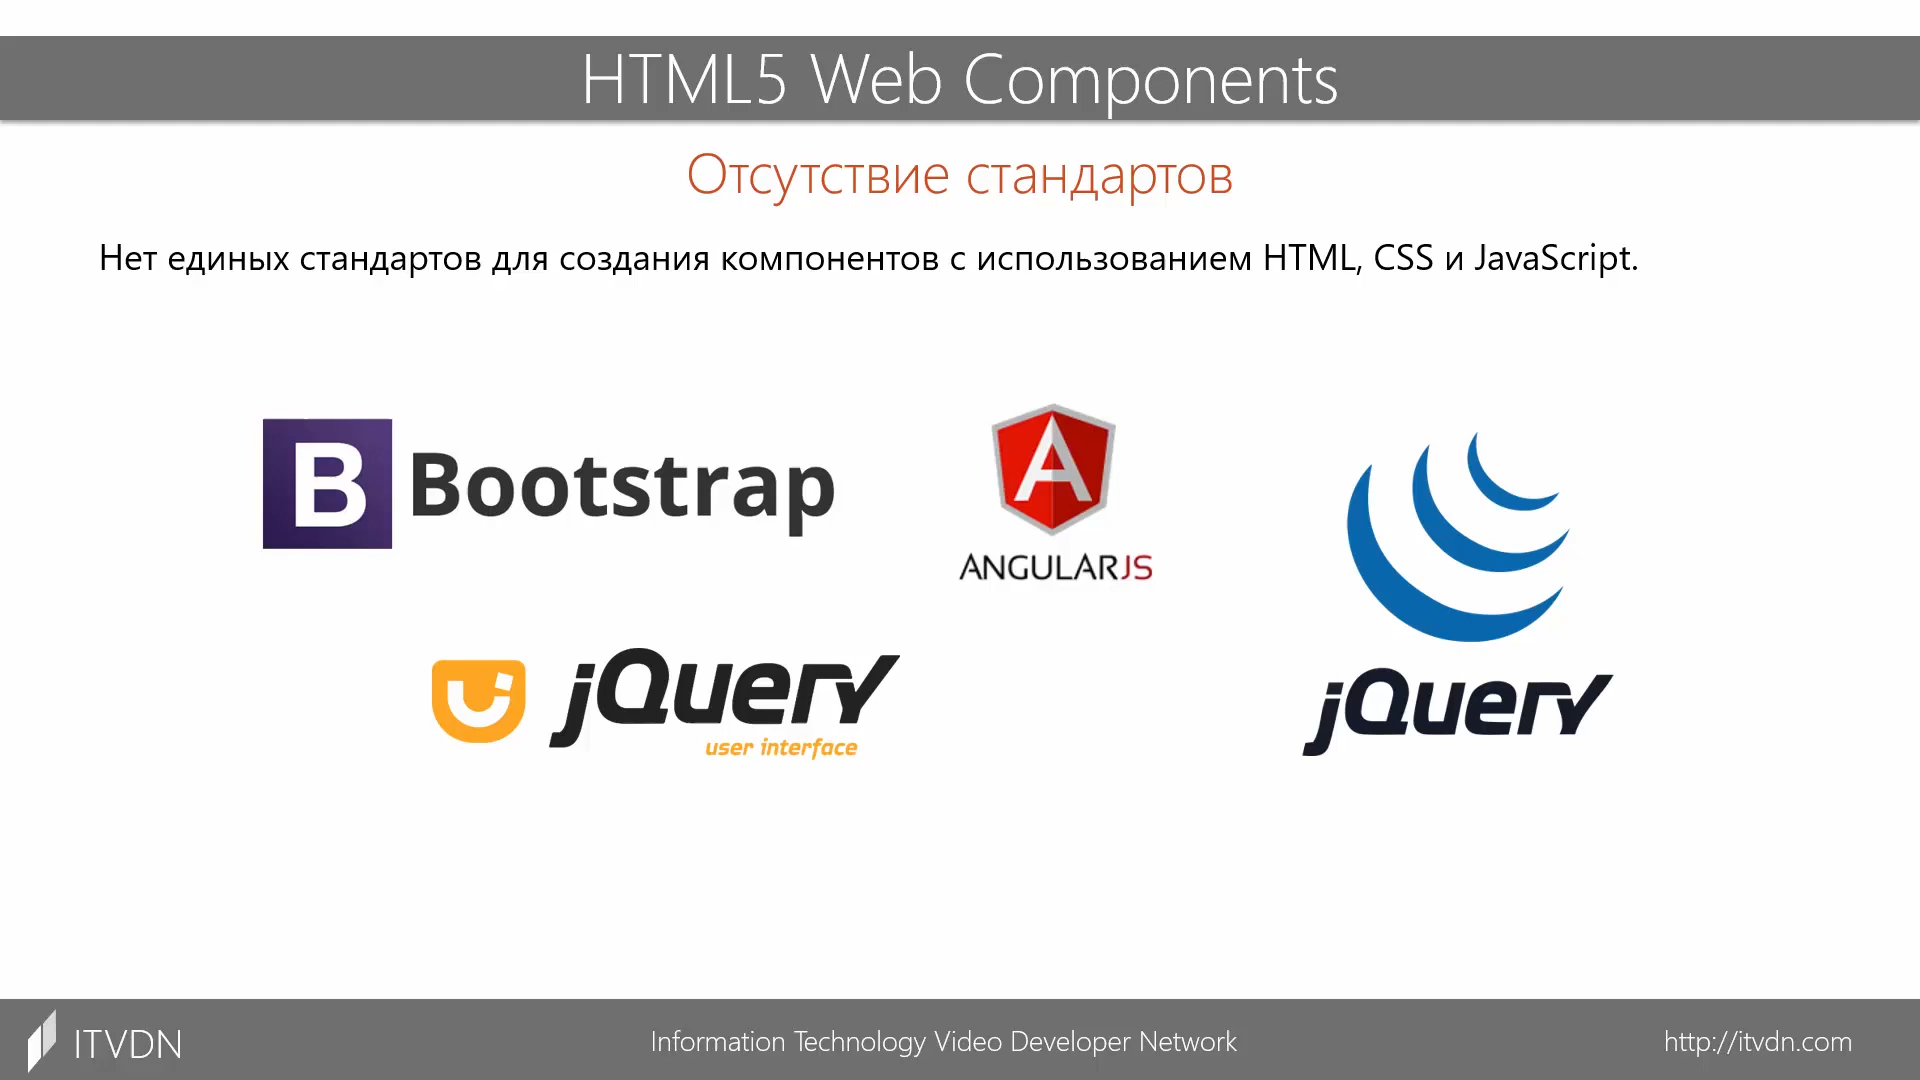 HTML5 Web Components
Отсутствие стандартов
Нет единых стандартов для создания компонентов с использованием HTML, CSS и JavaScript.
B Bootstrap
A
ANGULARJS
jQuery
user interface
jQuery
ITVDN
Information Technology Video Developer Network
http://itvdn.com